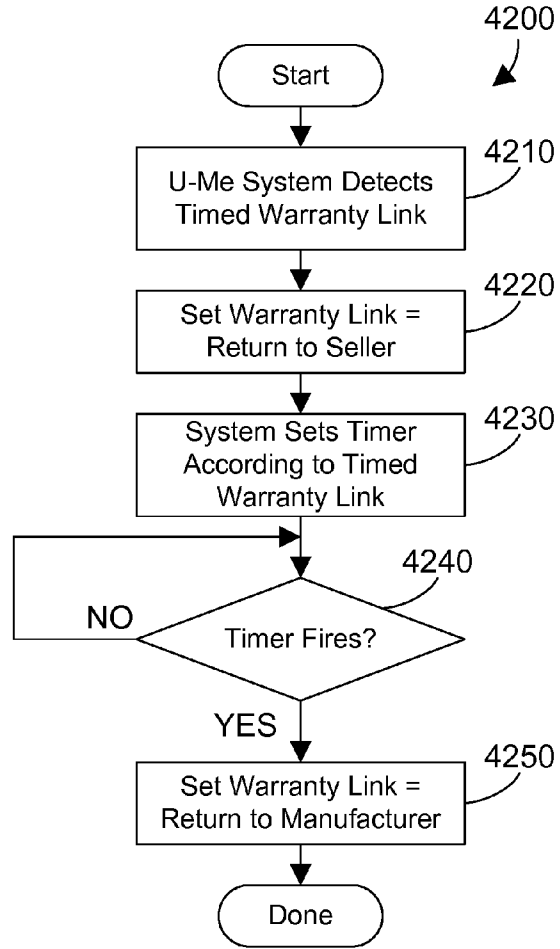 4200
Start
4210
U-Me System Detects
Timed Warranty Link
4220
Set Warranty Link =
Return to Seller
4230
System Sets Timer
According to Timed
Warranty Link
4240
NO
Timer Fires?
YES
4250
Set Warranty Link =
Return to Manufacturer
Done